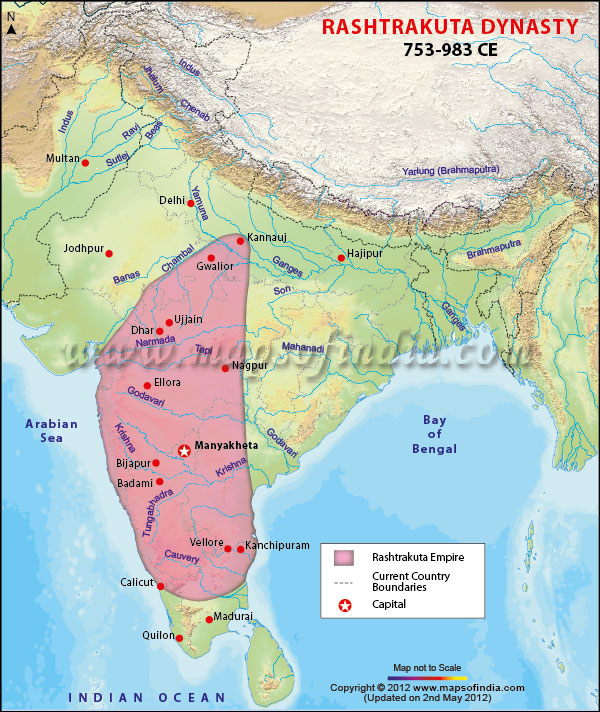 N
RASHTRAKUTA DYNASTY
753-983 CE
Indus
Jhelum
Chenab
Indus
Ravi
Beas
Sutlej
Multan
Yarlung (Brahmaputra)
Delhi
Yamuna
Kannauj
Jodhpur
Chambal
Gwalior
Ganges
Hajipur
Brahmaputra
Banas
Son
Ganges
Ujjain
Dhar
Narmada
Tapi
Mahanadi
www.mapsofindia.com
Nagpur
Ellora
Godavari
Arabian
Sea
Bay
of
Bengal
Krishna
Manyakheta
Godavari
Bijapur
Krishna
Badami
Tungabhadra
Vellore
Kanchipuram
Cauvery
Calicut
Madurai
Quilon
Rashtrakuta Empire
Current Country
Boundaries
Capital
Map not to Scale
Copyright © 2012 www.mapsofindia.com
(Updated on 2nd May 2012)
INDIAN OCEAN